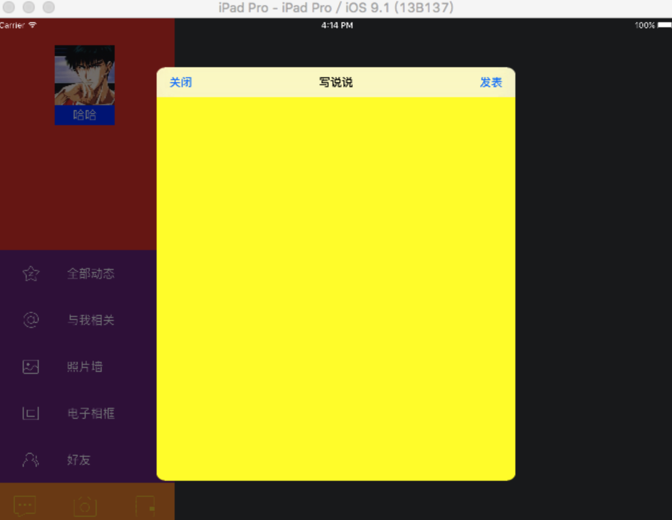 iPad Pro - iPad Pro / iOS 9.1 (13B137)
Carrier 4:14 PM 100%
哈哈
关闭 写说说 发表
全部动态
与我相关
照片墙
电子相框
好友